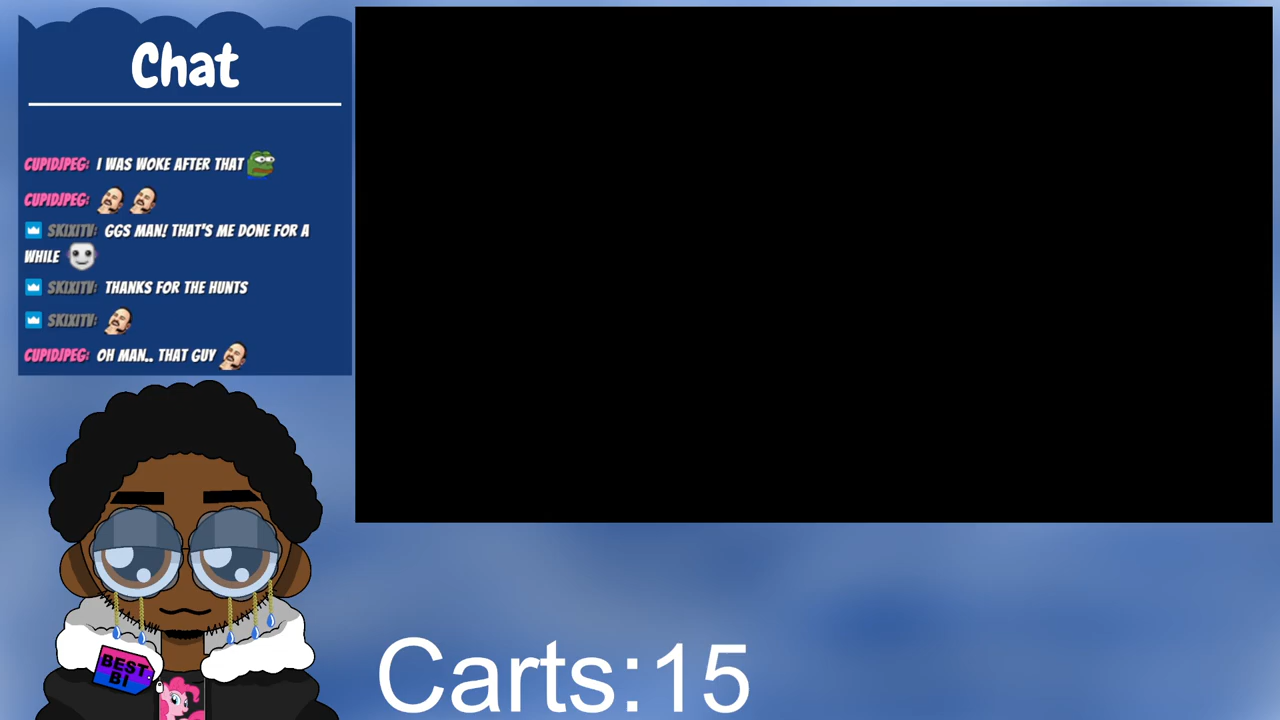 Chat
CUPIDJPEG: I WAS WOKE AFTER THAT
CUPIDJPEG:
SKIXITV: GGS MAN! THAT'S ME DONE FOR A
WHILE
SKIXITV: THANKS FOR THE HUNTS
SKIXITV:
CUPIDJPEG: OH MAN.. THAT GUY
BEST
BI
Carts:15